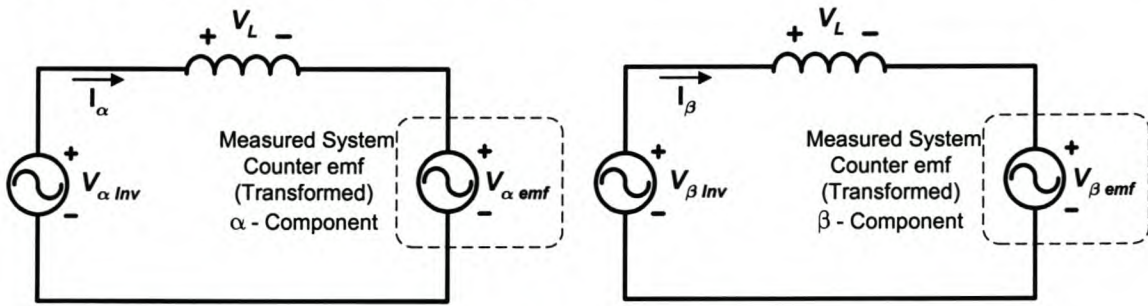 + V_L −
I_α
Measured System
Counter emf
(Transformed)
α - Component
+
V_α Inv
−
+
V_α emf
−
+ V_L −
I_β
Measured System
Counter emf
(Transformed)
β - Component
+
V_β Inv
−
+
V_β emf
−